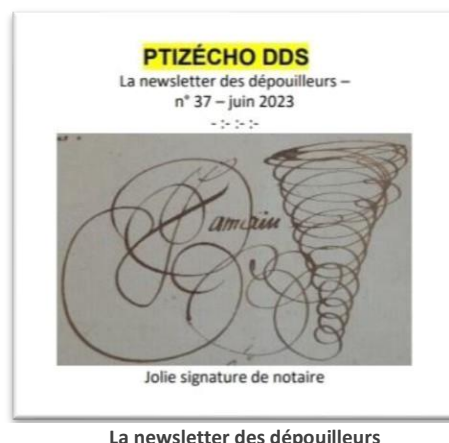 PTIZÉCHO DDS
La newsletter des dépouilleurs –
n° 37 – juin 2023
- :- :- :-
Jolie signature de notaire
La newsletter des dépouilleurs